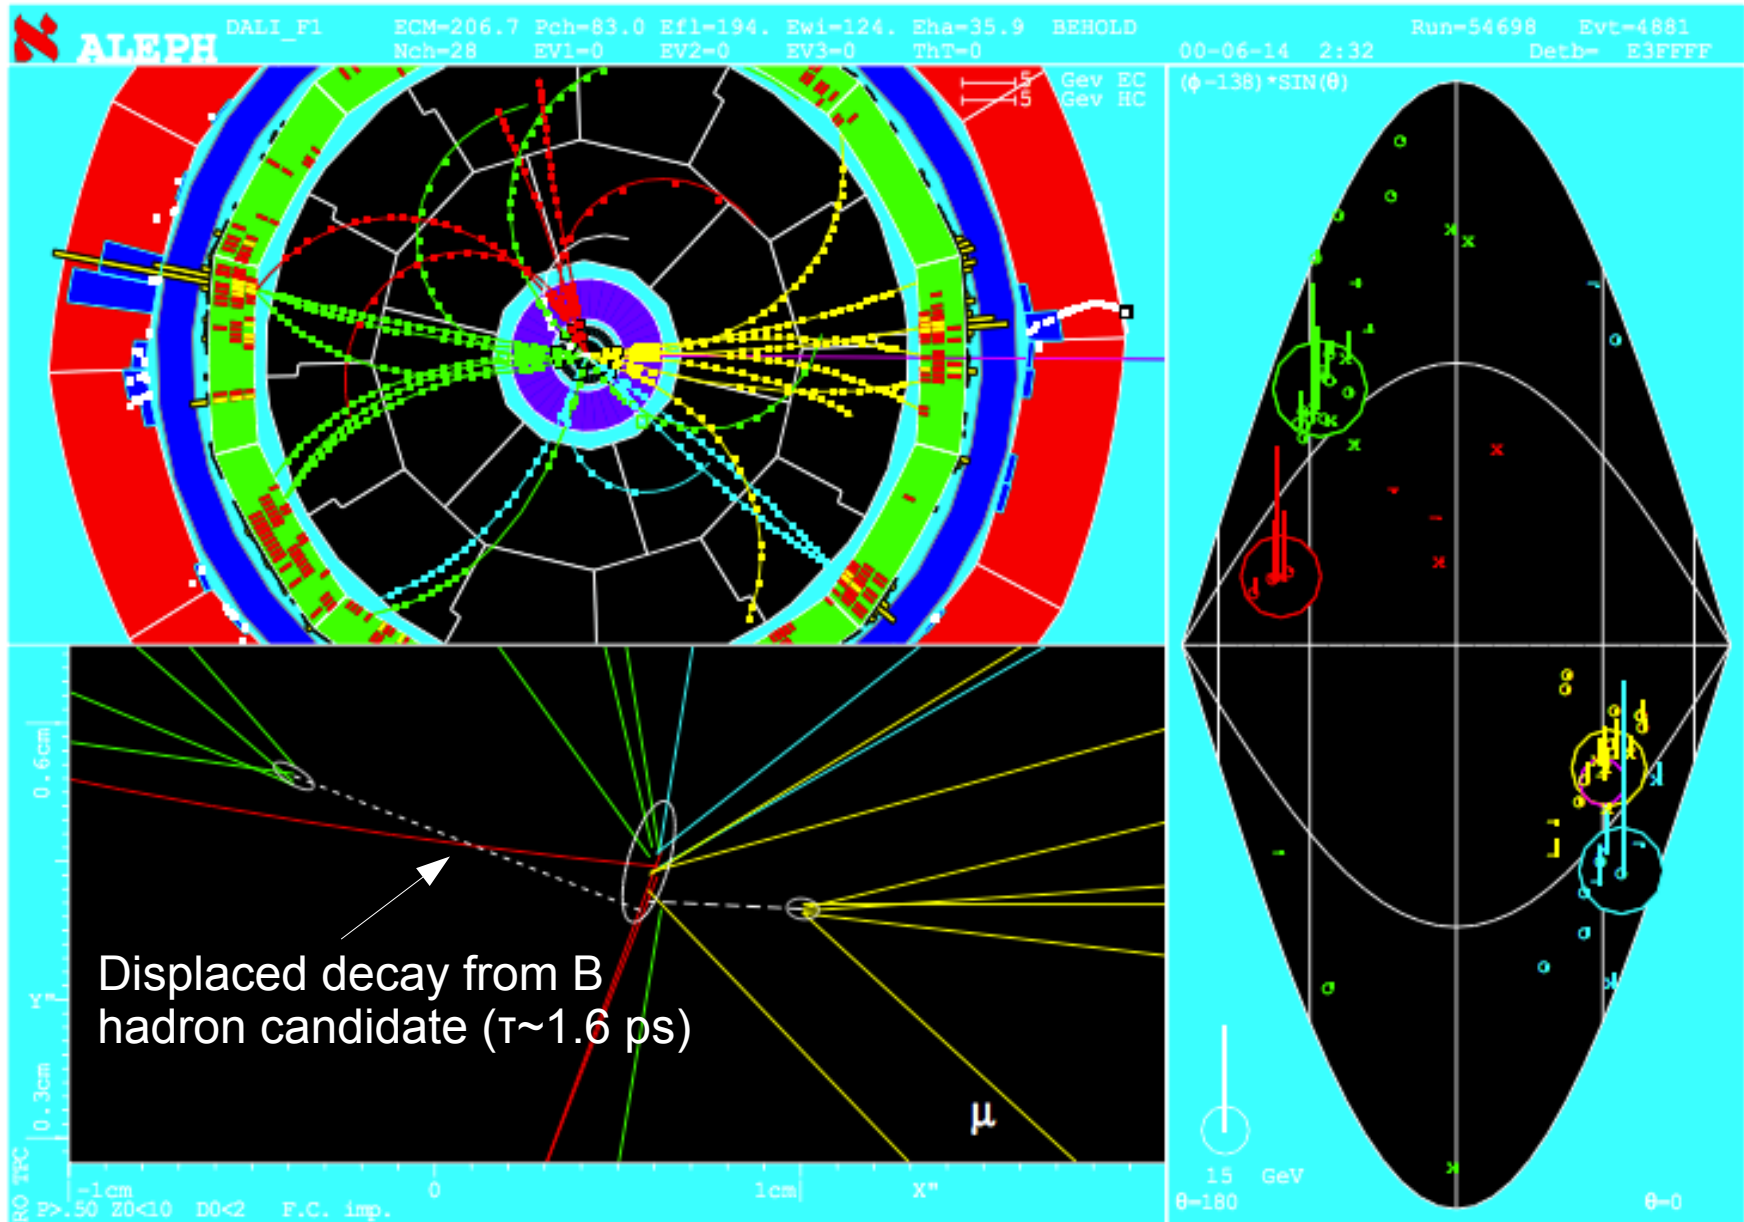 ALEPH DALI_F1 ECM=206.7 Pch=83.0 Efl=194. Ewi=124. Eha=35.9 BEHOLD Run=54698 Evt=4881
Nch=28 EV1=0 EV2=0 EV3=0 ThT=0 00-06-14 2:32 Detb= E3FFFF
5 Gev EC
5 Gev HC
(ϕ-138)*SIN(θ)
0.6cm
Y"
0.3cm
Displaced decay from B
hadron candidate (τ~1.6 ps)
μ
15 GeV
θ=180 θ=0
RO TPC
-1cm 0 1cm X"
P>.50 Z0<10 D0<2 F.C. imp.